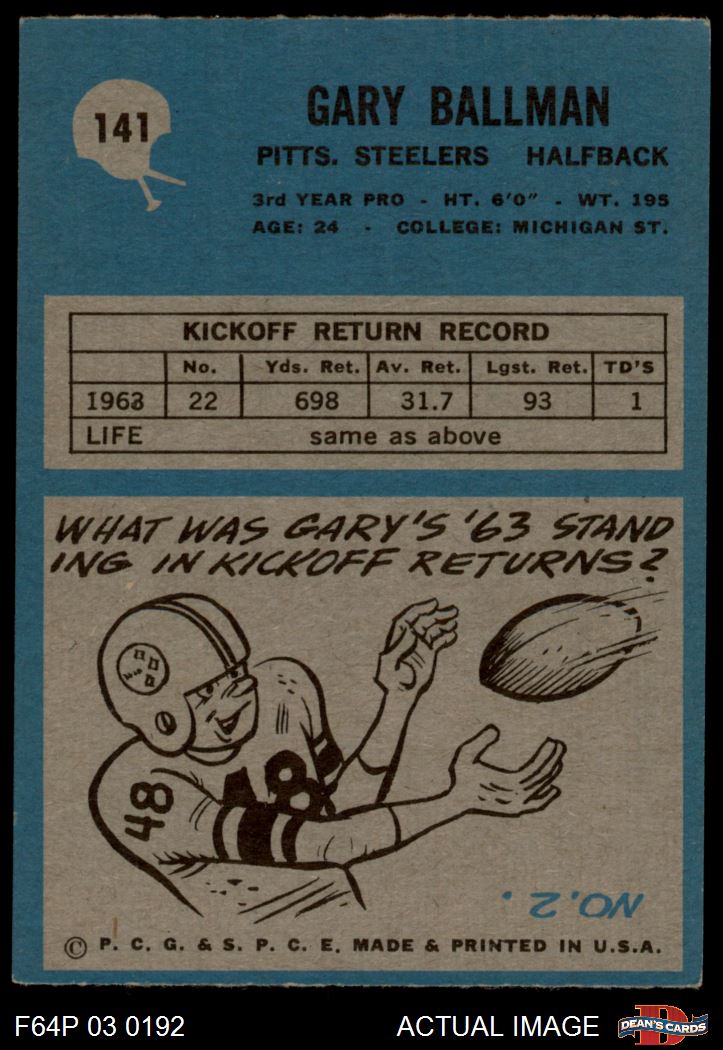 141
GARY BALLMAN
PITTS. STEELERS HALFBACK
3rd YEAR PRO - HT. 6'0" - WT. 195
AGE: 24 - COLLEGE: MICHIGAN ST.
KICKOFF RETURN RECORD
No. Yds. Ret. Av. Ret. Lgst. Ret. TD'S
1963 22 698 31.7 93 1
LIFE same as above
WHAT WAS GARY'S '63 STAND
ING IN KICKOFF RETURNS?
48
48
NO. 2.
© P. C. G. & S. P. C. E. MADE & PRINTED IN U.S.A.
F64P 03 0192 ACTUAL IMAGE
D
DEAN'S CARDS